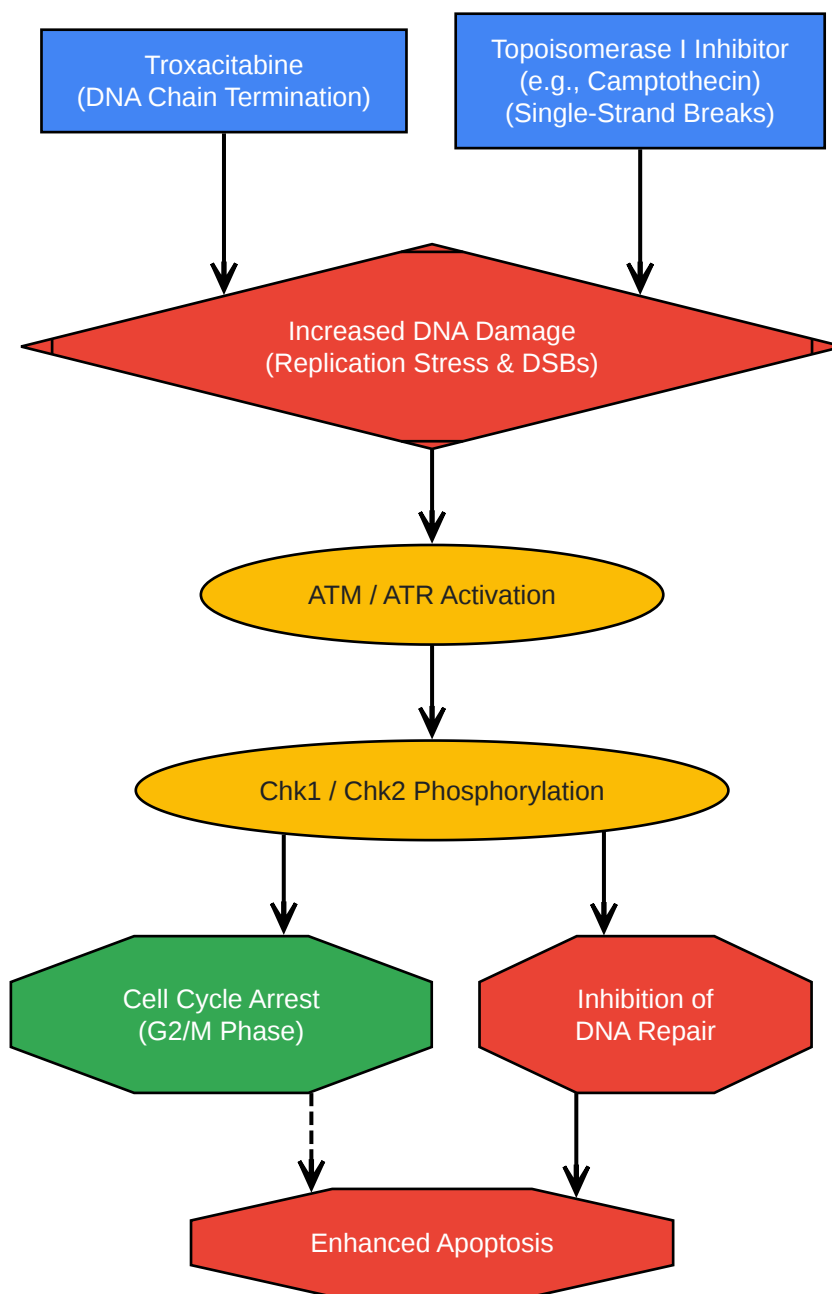 Troxacitabine
(DNA Chain Termination)
Topoisomerase I Inhibitor
(e.g., Camptothecin)
(Single-Strand Breaks)
Increased DNA Damage
(Replication Stress & DSBs)
ATM / ATR Activation
Chk1 / Chk2 Phosphorylation
Cell Cycle Arrest
(G2/M Phase)
Inhibition of
DNA Repair
Enhanced Apoptosis